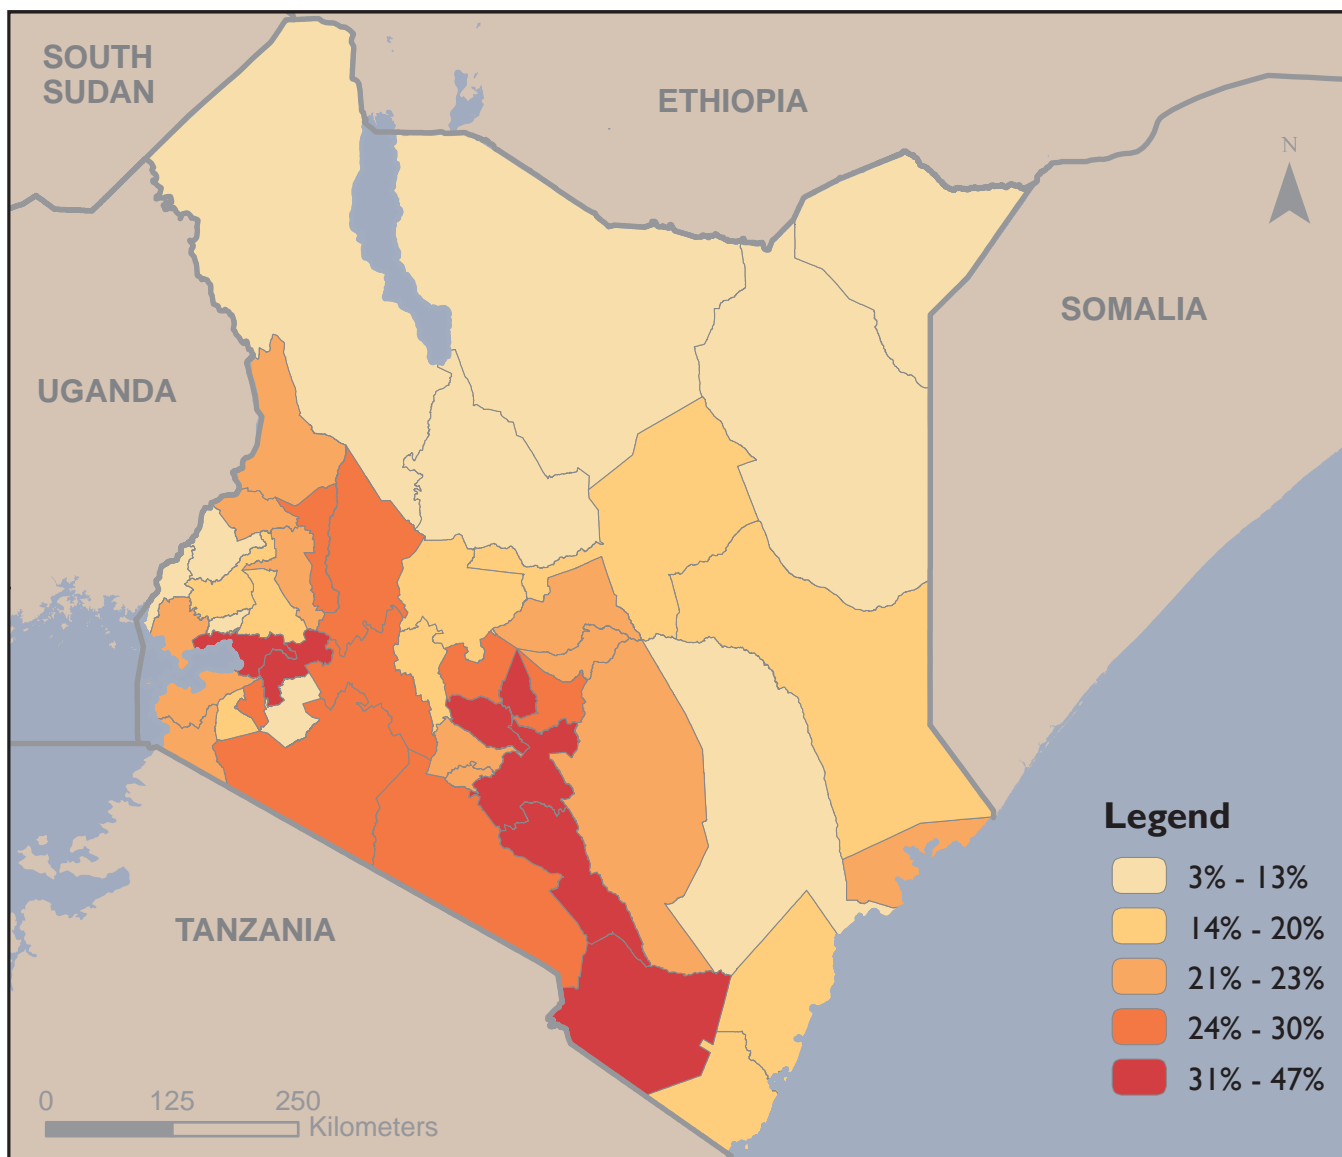 SOUTH
SUDAN
ETHIOPIA
N
SOMALIA
UGANDA
TANZANIA
Legend
3% - 13%
14% - 20%
21% - 23%
24% - 30%
31% - 47%
0 125 250
Kilometers